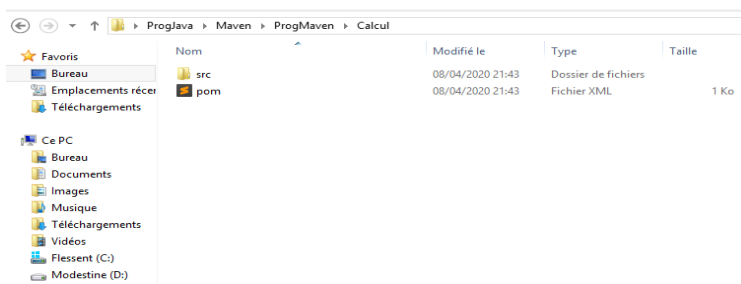 ProgJava ▸ Maven ▸ ProgMaven ▸ Calcul
Nom Modifié le Type Taille
src 08/04/2020 21:43 Dossier de fichiers
pom 08/04/2020 21:43 Fichier XML 1 Ko
Favoris
Bureau
Emplacements récer
Téléchargements
Ce PC
Bureau
Documents
Images
Musique
Téléchargements
Vidéos
Flessent (C:)
Modestine (D:)